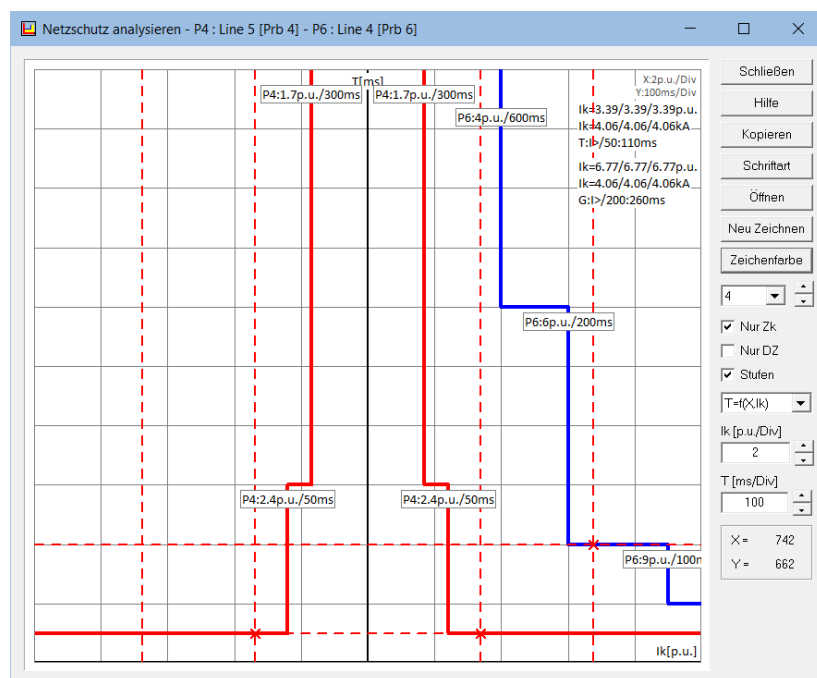 Netzschutz analysieren - P4 : Line 5 [Prb 4] - P6 : Line 4 [Prb 6]
T[ms]
X:2p.u./Div
Y:100ms/Div
P4:1.7p.u./300ms
P4:1.7p.u./300ms
P6:4p.u./600ms
Ik=3.39/3.39/3.39p.u.
Ik=4.06/4.06/4.06kA
T:I>/50:110ms
Ik=6.77/6.77/6.77p.u.
Ik=4.06/4.06/4.06kA
G:I>/200:260ms
P6:6p.u./200ms
P4:2.4p.u./50ms
P4:2.4p.u./50ms
P6:9p.u./100m
Ik[p.u.]
Schließen
Hilfe
Kopieren
Schriftart
Öffnen
Neu Zeichnen
Zeichenfarbe
4
Nur Zk
Nur DZ
Stufen
T=f(X,Ik)
Ik [p.u./Div]
2
T [ms/Div]
100
X = 742
Y = 662